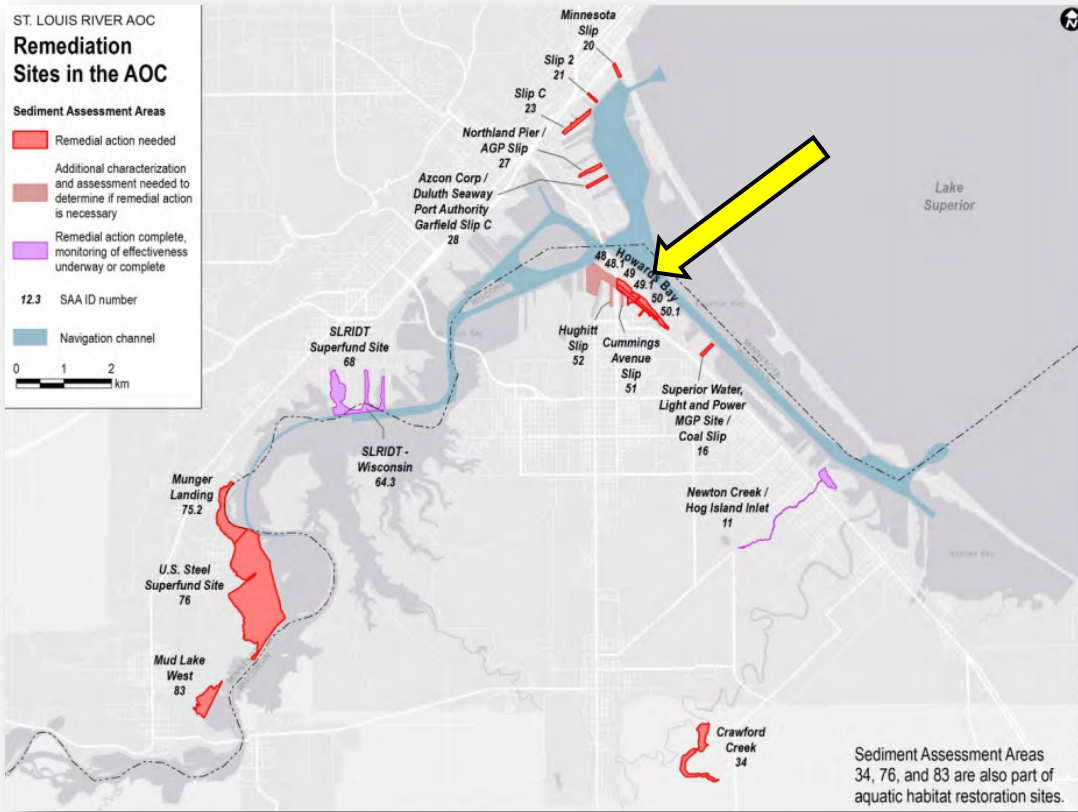 ST. LOUIS RIVER AOC
Remediation
Sites in the AOC
Sediment Assessment Areas
Remedial action needed
Additional characterization
and assessment needed to
determine if remedial action
is necessary
Remedial action complete,
monitoring of effectiveness
underway or complete
12.3 SAA ID number
Navigation channel
0 1 2
km
N
Minnesota
Slip
20
Slip 2
21
Slip C
23
Northland Pier /
AGP Slip
27
Azcon Corp /
Duluth Seaway
Port Authority
Garfield Slip C
28
Lake
Superior
Howards Bay
48
48.1
49
49.1
50
50.1
Hughitt
Slip
52
Cummings
Avenue
Slip
51
MINNESOTA
Superior Water,
Light and Power
MGP Site /
Coal Slip
16
SLRIDT
Superfund Site
68
SLRIDT -
Wisconsin
64.3
Newton Creek /
Hog Island Inlet
11
Munger
Landing
75.2
U.S. Steel
Superfund Site
76
Mud Lake
West
83
Crawford
Creek
34
Sediment Assessment Areas
34, 76, and 83 are also part of
aquatic habitat restoration sites.